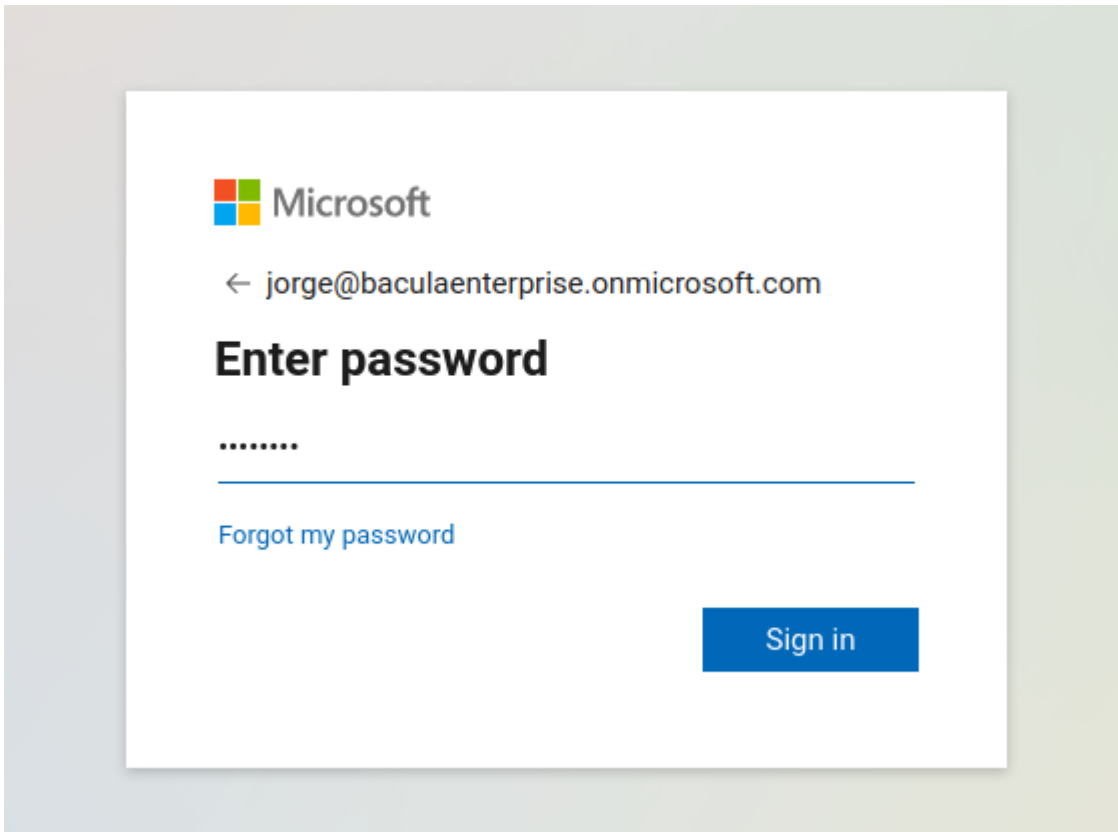 Microsoft
← jorge@baculaenterprise.onmicrosoft.com
Enter password
••••••••
Forgot my password
Sign in